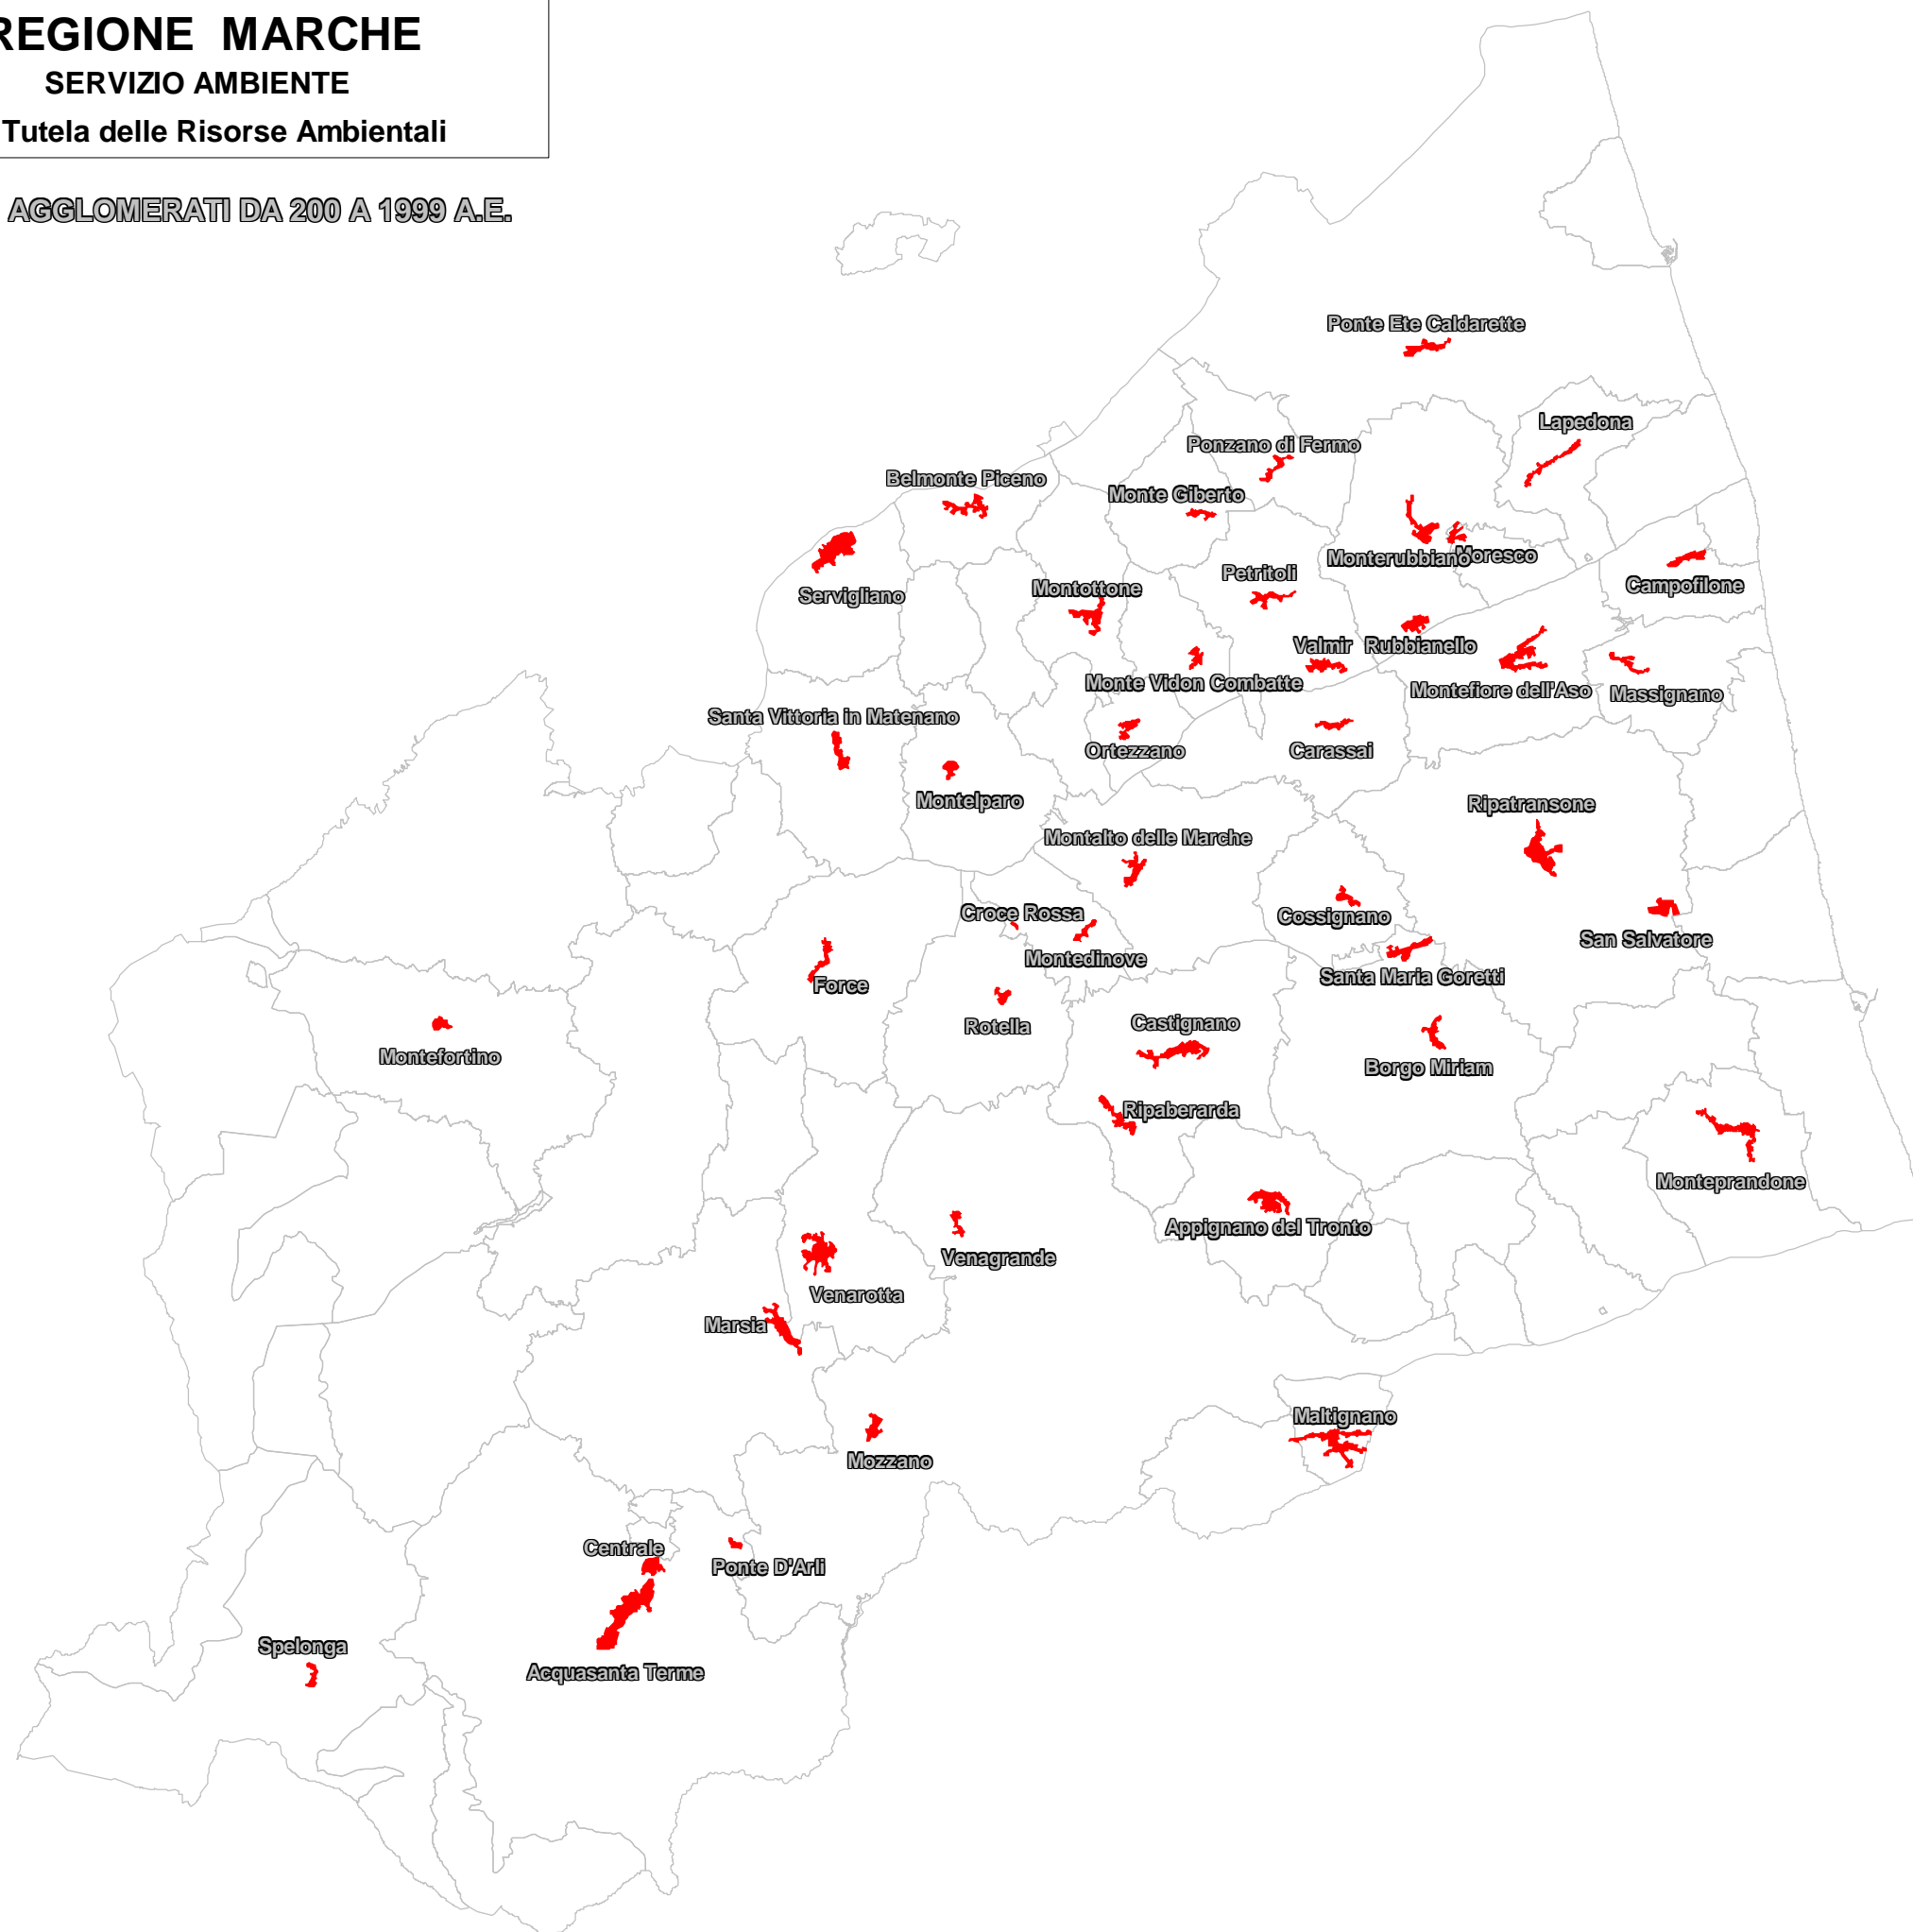 REGIONE MARCHE
SERVIZIO AMBIENTE
Tutela delle Risorse Ambientali
AGGLOMERATI DA 200 A 1999 A.E.
Ponte Ete Caldarette
Lapedona
Ponzano di Fermo
Belmonte Piceno
Monte Giberto
Monterubbiano
Moresco
Petritoli
Campofilone
Montottone
Servigliano
Valmir
Rubbianello
Monte Vidon Combatte
Montefiore dell'Aso
Massignano
Santa Vittoria in Matenano
Ortezzano
Carassai
Montelparo
Ripatransone
Montalto delle Marche
Croce Rossa
Cossignano
San Salvatore
Montedinove
Santa Maria Goretti
Force
Rotella
Castignano
Montefortino
Borgo Miriam
Ripaberarda
Monteprandone
Appignano del Tronto
Venagrande
Venarotta
Marsia
Maltignano
Mozzano
Centrale
Ponte D'Arli
Spelonga
Acquasanta Terme